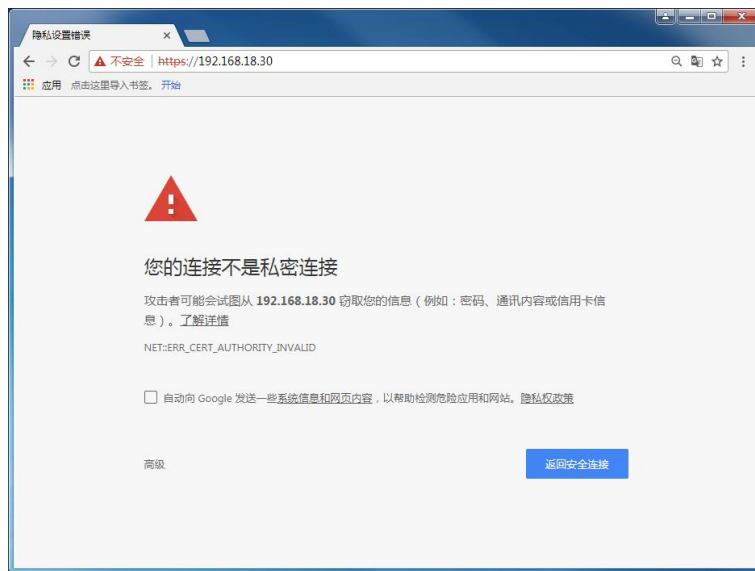 隐私设置错误
不安全 https://192.168.18.30
应用 点击这里导入书签。 开始
您的连接不是私密连接
攻击者可能会试图从 192.168.18.30 窃取您的信息（例如：密码、通讯内容或信用卡信
息）。了解详情
NET::ERR_CERT_AUTHORITY_INVALID
自动向 Google 发送一些系统信息和网页内容，以帮助检测危险应用和网站。隐私权政策
高级
返回安全连接